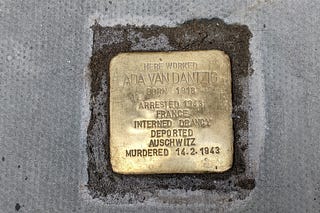 HERE WORKED
ADA VAN DANTZIG
BORN 1918
ARRESTED 1943
FRANCE
INTERNED DRANCY
DEPORTED
AUSCHWITZ
MURDERED 14.2.1943